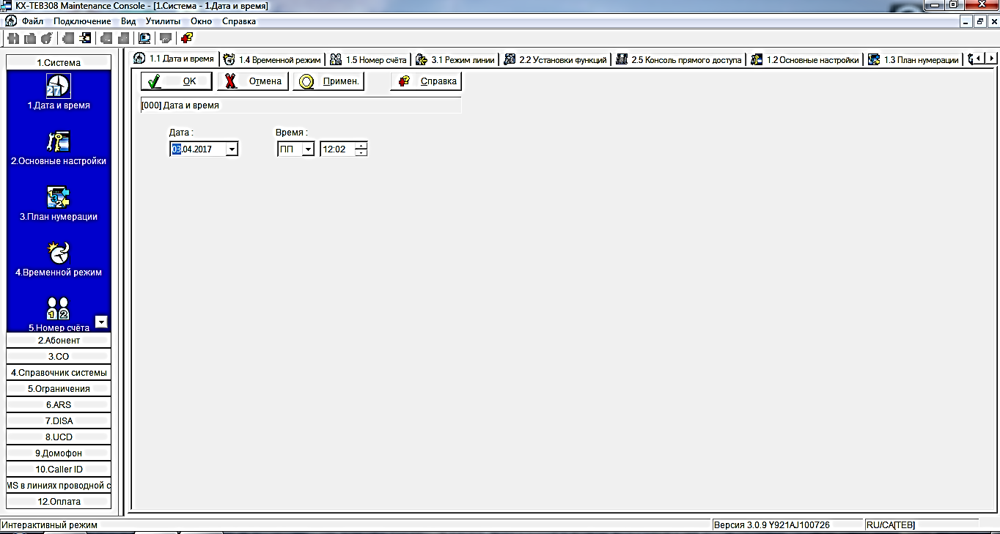 KX-TEB308 Maintenance Console - [1.Система - 1.Дата и время]
Файл Подключение Вид Утилиты Окно Справка
1.Система
1.1 Дата и время 1.4 Временной режим 1.5 Номер счёта 3.1 Режим линии 2.2 Установки функций 2.5 Консоль прямого доступа 1.2 Основные настройки 1.3 План нумерации
OK Отмена Примен. Справка
[000] Дата и время
Дата : Время :
03.04.2017 ПП 12:02
27
1.Дата и время
2.Основные настройки
3.План нумерации
4.Временной режим
5.Номер счёта
2.Абонент
3.CO
4.Справочник системы
5.Ограничения
6.ARS
7.DISA
8.UCD
9.Домофон
10.Caller ID
MS в линиях проводной с
12.Оплата
Интерактивный режим Версия 3.0.9 Y921AJ100726 RU/CA[TEB]